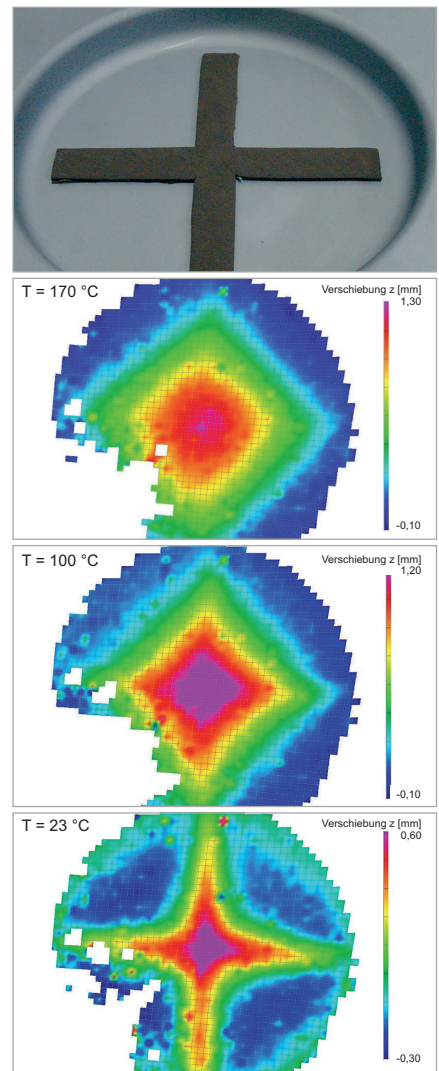 T = 170 °C
Verschiebung z [mm]
1,30
-0,10
T = 100 °C
Verschiebung z [mm]
1,20
-0,10
T = 23 °C
Verschiebung z [mm]
0,60
-0,30